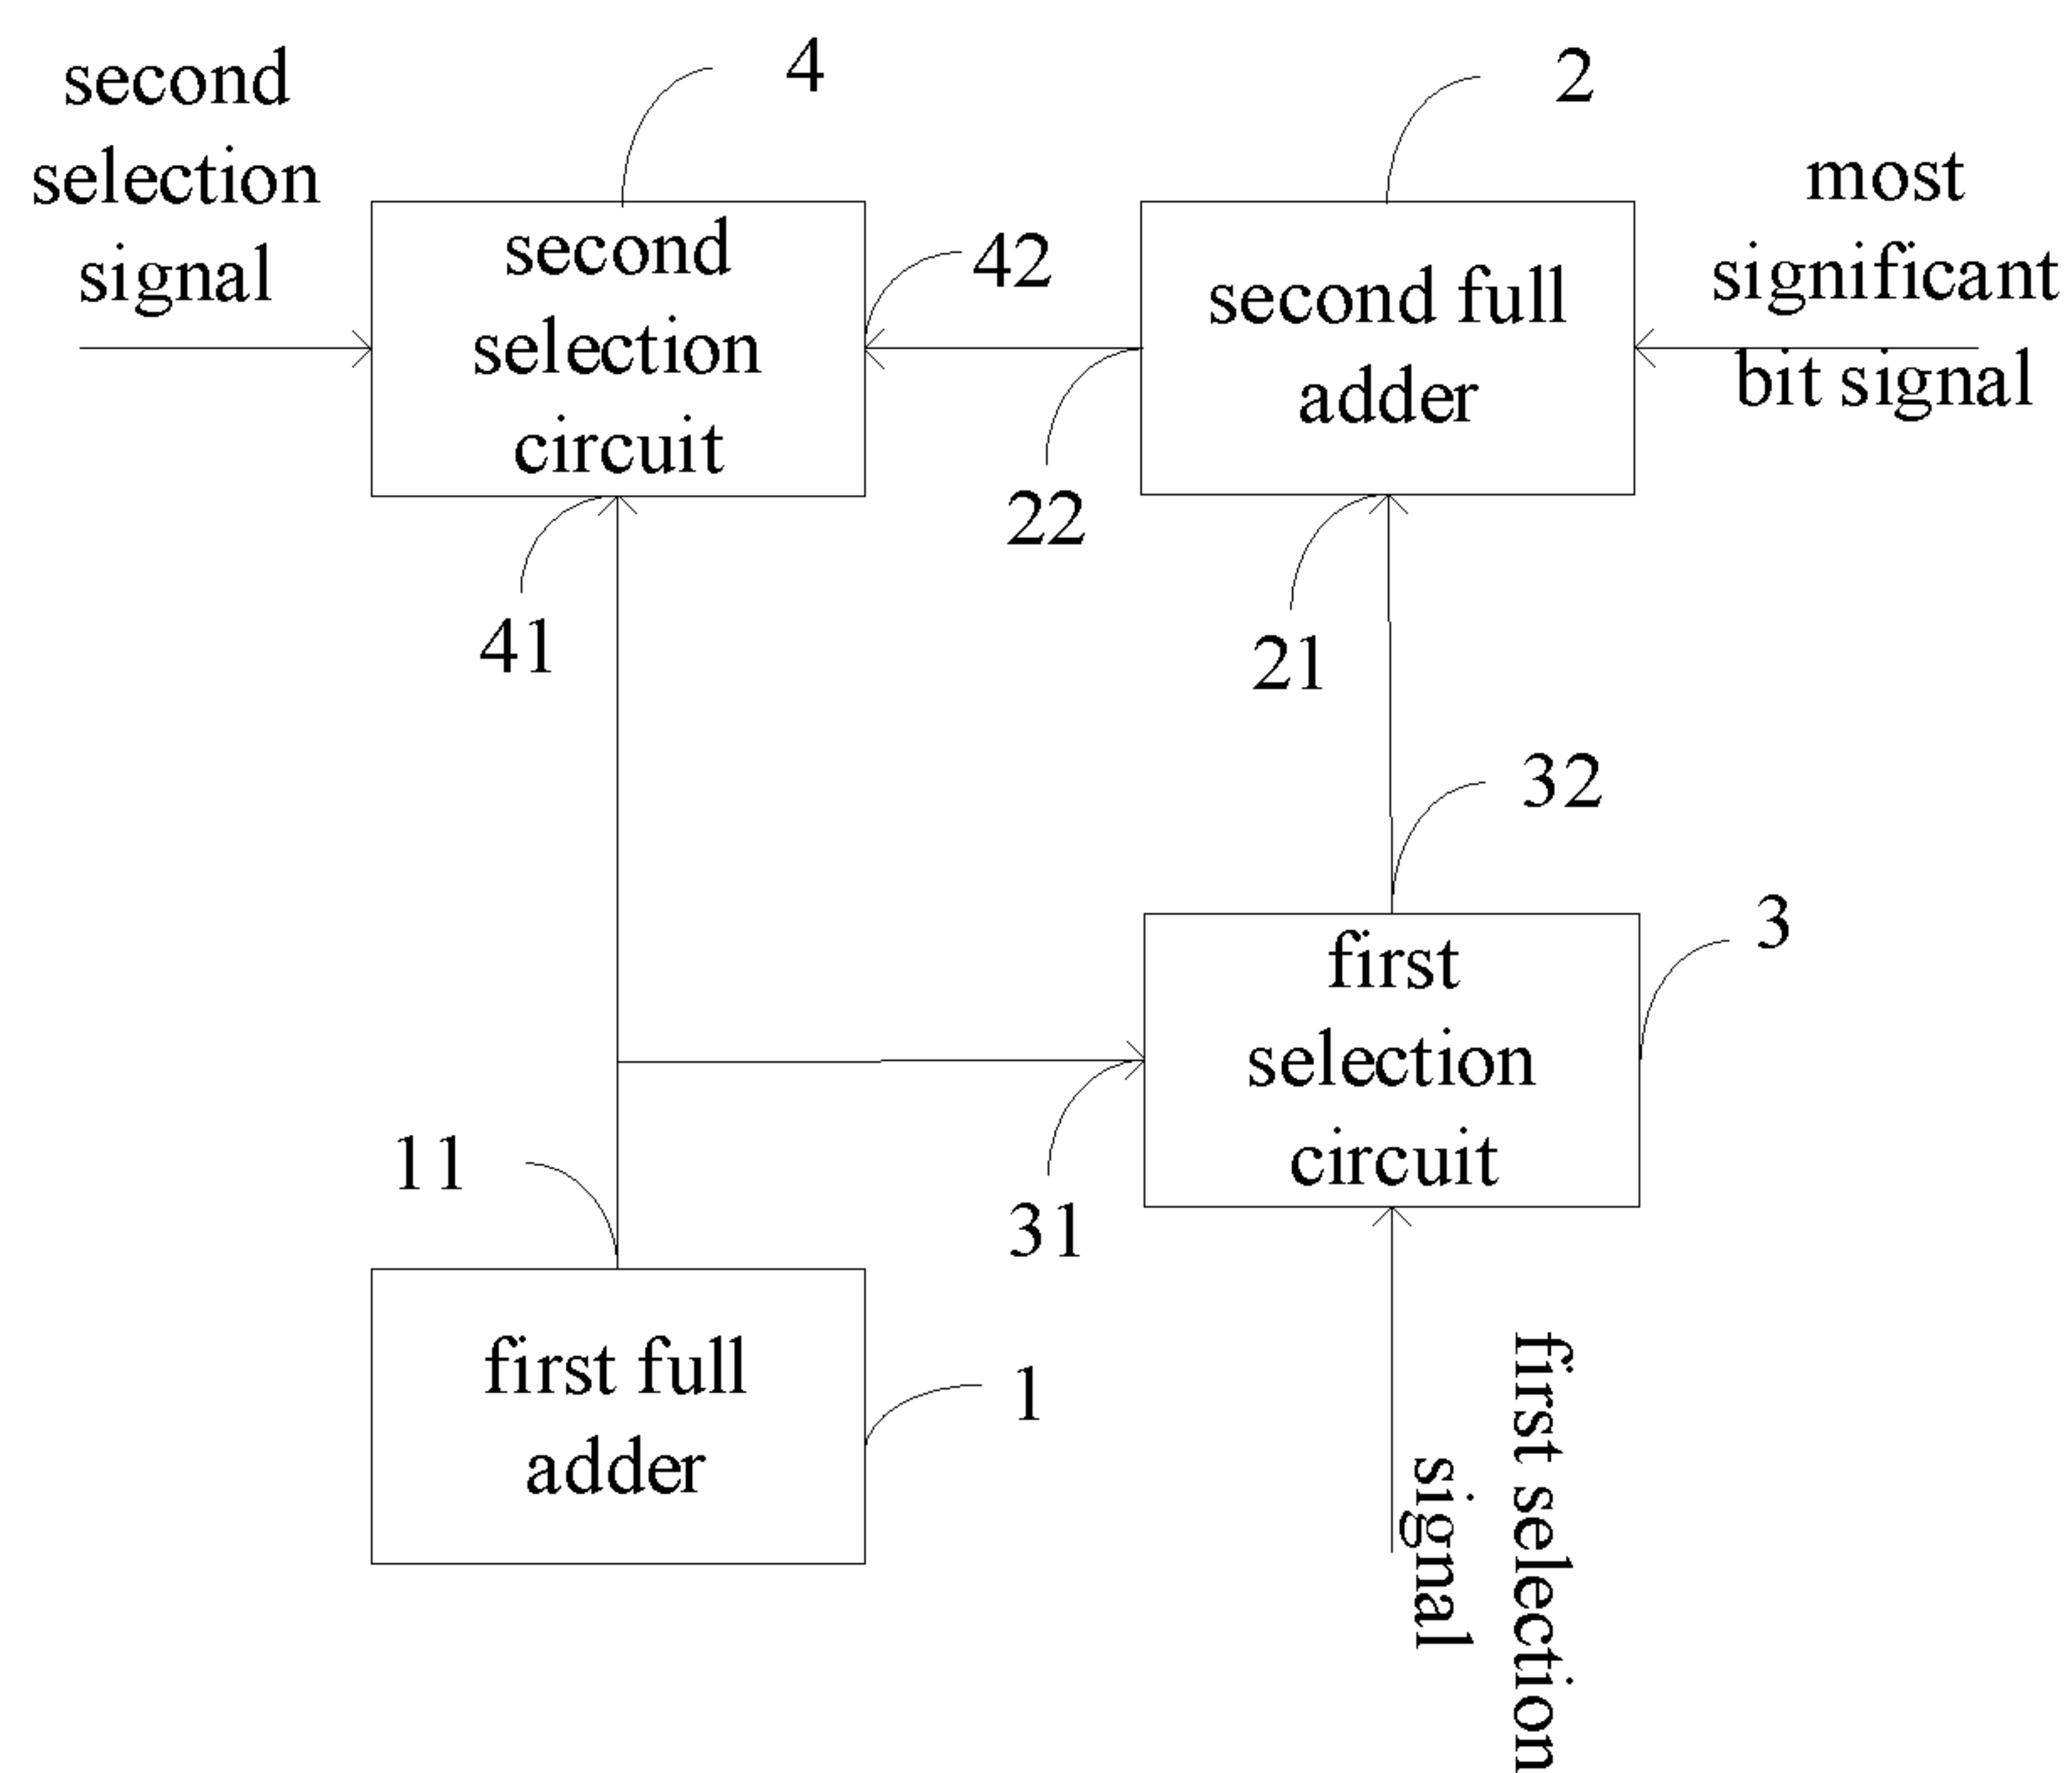 second
selection
signal
4
2
most
significant
bit signal
second
selection
circuit
42
second full
adder
22
41
21
32
3
first
selection
circuit
11
31
first full
adder
1
first selection
signal